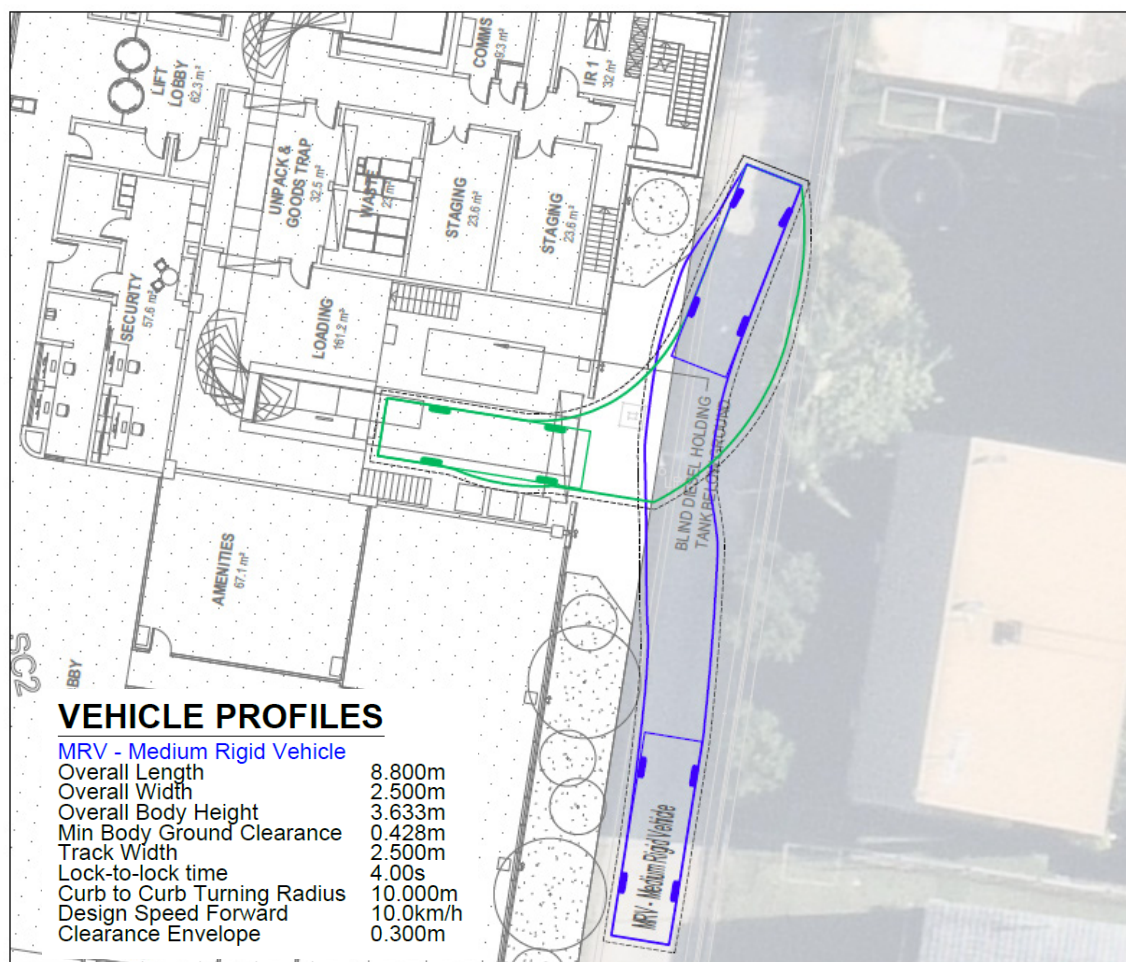 COMMS
9.3 m²
IR 1
32 m²
LIFT
LOBBY
62.3 m²
UNPACK &
GOODS TRAP
32.5 m²
WASTE
STAGING
23.6 m²
STAGING
23.6 m²
SECURITY
57.6 m²
LOADING
161.2 m²
BLIND DIESEL HOLDING
TANK BELOW GROUND
AMENITIES
67.1 m²
SC2
BBY
MRV - Medium Rigid Vehicle
VEHICLE PROFILES
MRV - Medium Rigid Vehicle
Overall Length 8.800m
Overall Width 2.500m
Overall Body Height 3.633m
Min Body Ground Clearance 0.428m
Track Width 2.500m
Lock-to-lock time 4.00s
Curb to Curb Turning Radius 10.000m
Design Speed Forward 10.0km/h
Clearance Envelope 0.300m